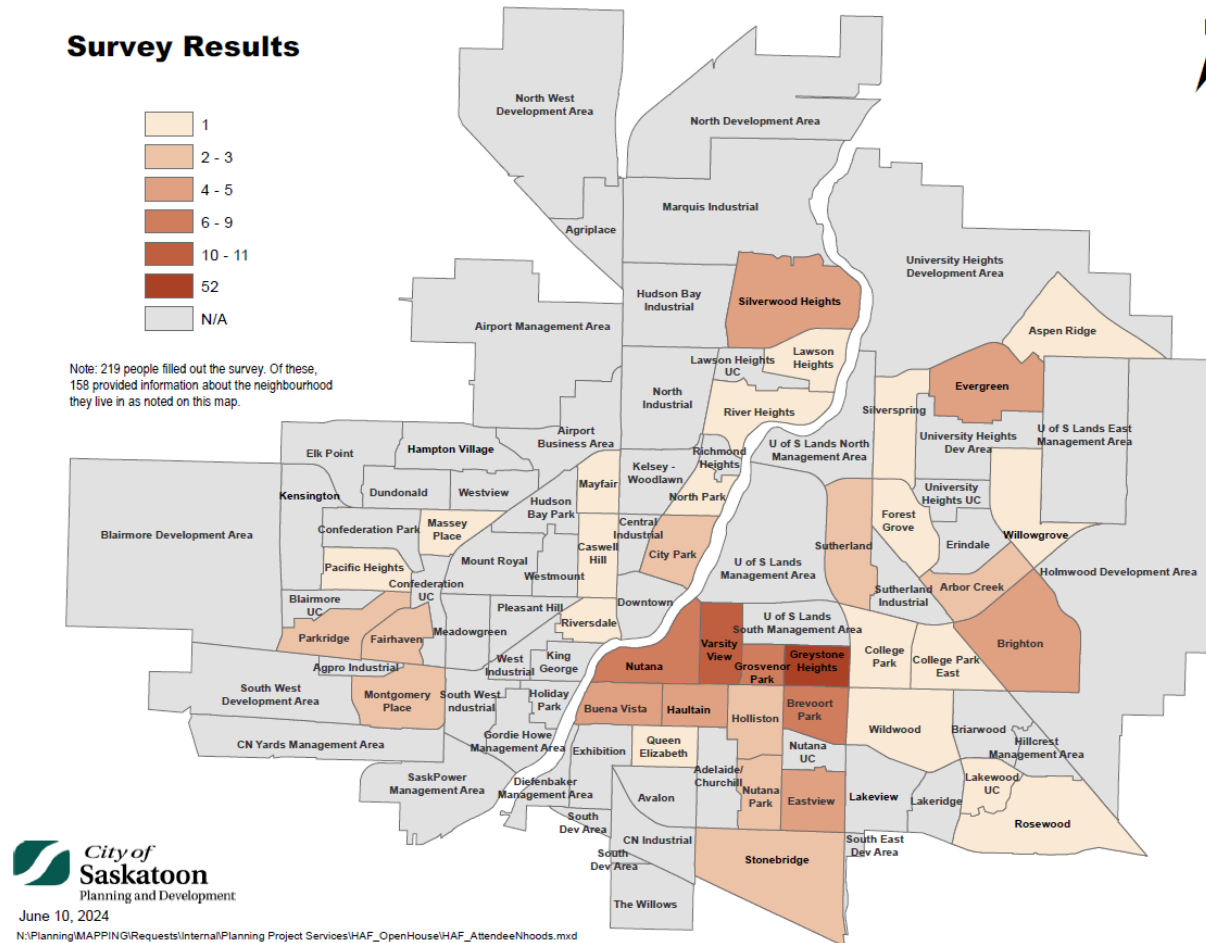 Survey Results
1
2 - 3
4 - 5
6 - 9
10 - 11
52
N/A
Note: 219 people filled out the survey. Of these,
158 provided information about the neighbourhood
they live in as noted on this map.
North West
Development Area
North Development Area
Marquis Industrial
Agriplace
University Heights
Development Area
Hudson Bay
Industrial
Silverwood Heights
Airport Management Area
Aspen Ridge
Lawson Heights
UC
Lawson
Heights
Evergreen
North
Industrial
River Heights
Silverspring
Airport
Business Area
U of S Lands North
Management Area
University Heights
Dev Area
U of S Lands East
Management Area
Elk Point
Hampton Village
Richmond
Heights
Kelsey -
Woodlawn
Mayfair
North Park
Kensington
Dundonald
Westview
Hudson
Bay Park
University
Heights UC
Forest
Grove
Confederation Park
Massey
Place
Central
Industrial
Blairmore Development Area
Willowgrove
Caswell
Hill
City Park
Sutherland
Erindale
Pacific Heights
Mount Royal
Westmount
U of S Lands
Management Area
Holmwood Development Area
Confederation
UC
Sutherland
Industrial
Arbor Creek
Blairmore
UC
Pleasant Hill
Downtown
U of S Lands
South Management Area
Riversdale
Parkridge
Fairhaven
Meadowgreen
Varsity
View
College
Park
College Park
East
Brighton
Agpro Industrial
West
Industrial
King
George
Nutana
Grosvenor
Park
Greystone
Heights
South West
Development Area
Montgomery
Place
South West
Industrial
Holiday
Park
Buena Vista
Haultain
Holliston
Brevoort
Park
Wildwood
Briarwood
Gordie Howe
Management Area
CN Yards Management Area
Exhibition
Queen
Elizabeth
Nutana
UC
Hillcrest
Management Area
SaskPower
Management Area
Diefenbaker
Management Area
Adelaide/
Churchill
Avalon
Nutana
Park
Eastview
Lakeview
Lakeridge
Lakewood
UC
South
Dev Area
Rosewood
CN Industrial
South East
Dev Area
South
Dev Area
Stonebridge
The Willows
City of
Saskatoon
Planning and Development
June 10, 2024
N:\Planning\MAPPING\Requests\Internal\Planning Project Services\HAF_OpenHouse\HAF_AttendeeNhoods.mxd